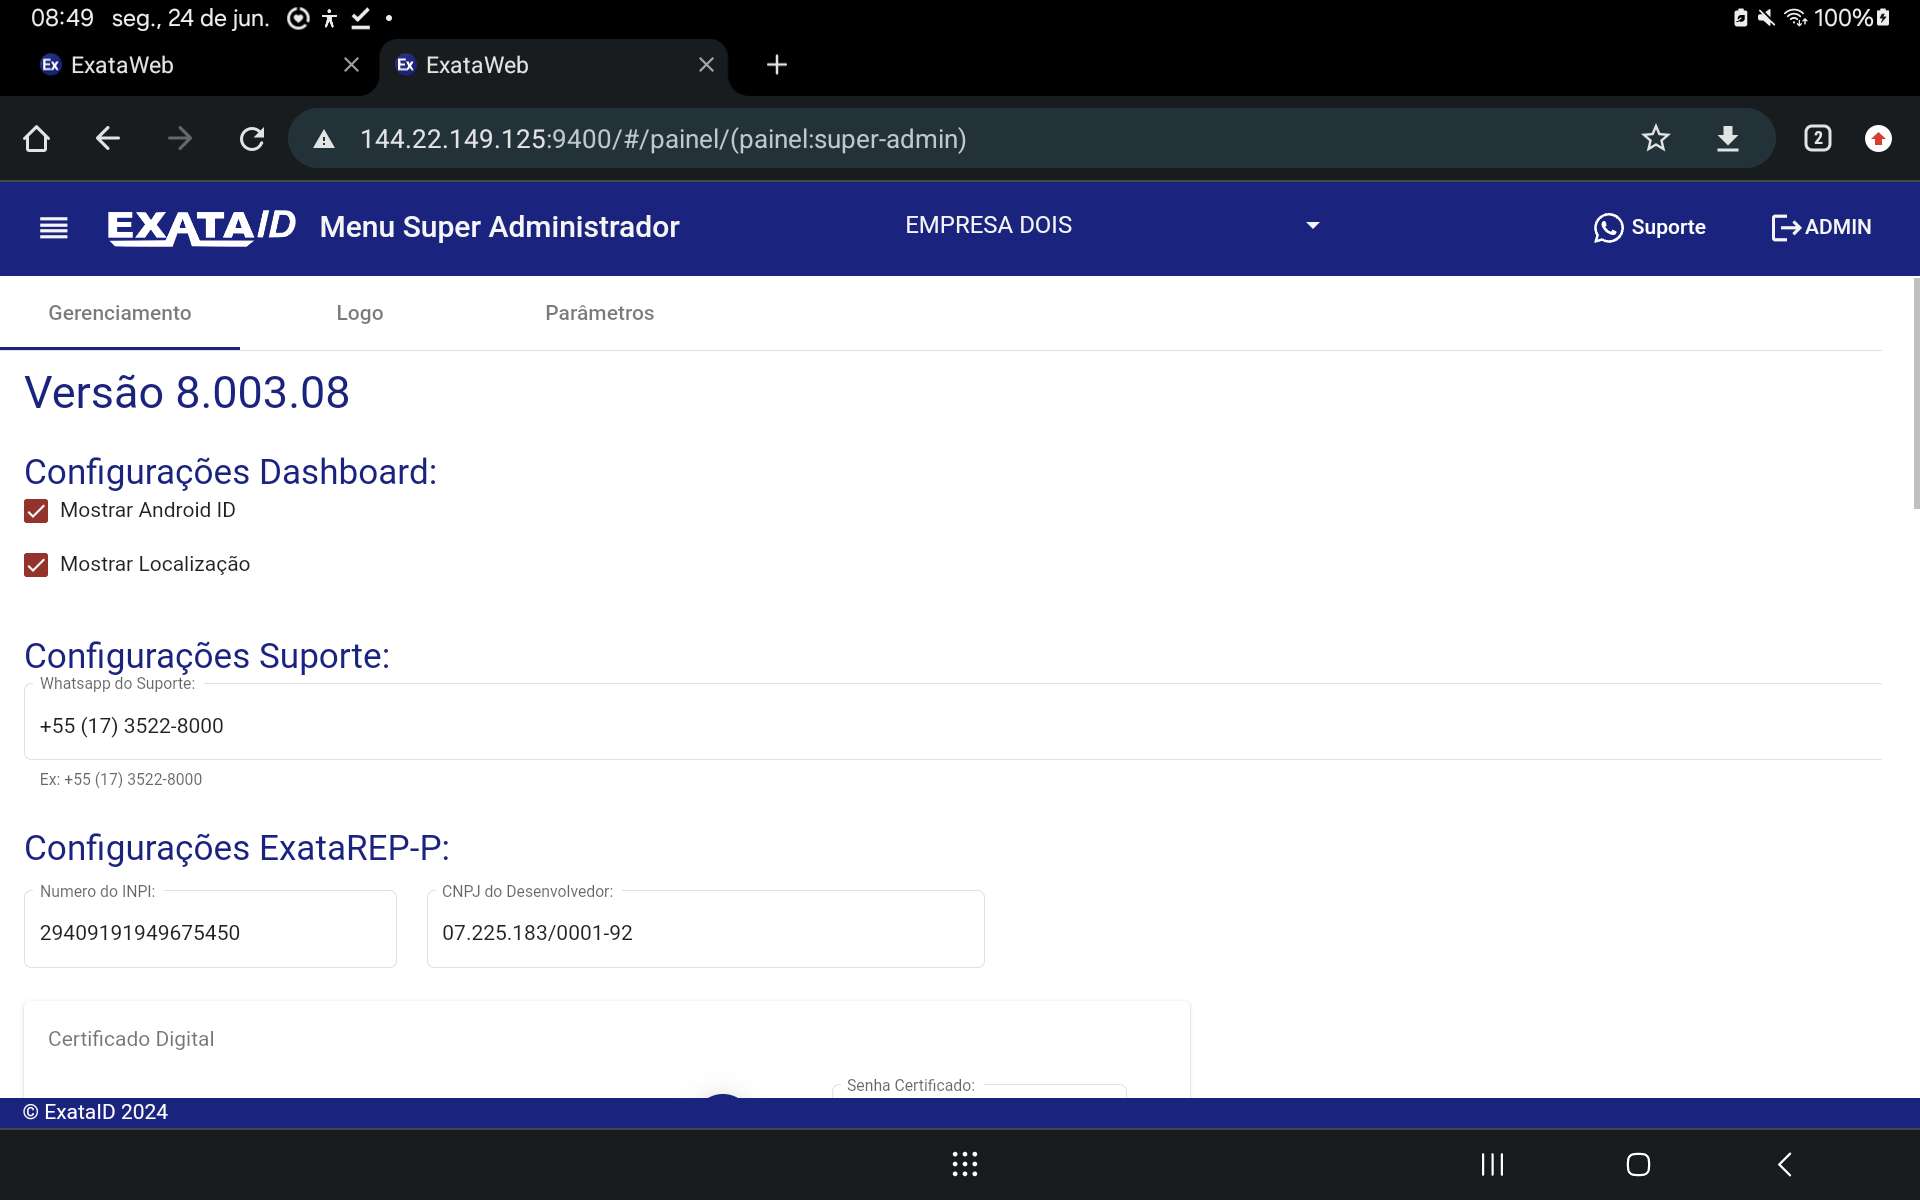 08:49 seg., 24 de jun. 100%
Ex ExataWeb
Ex ExataWeb
144.22.149.125:9400/#/painel/(painel:super-admin)
2
EXATAID Menu Super Administrador EMPRESA DOIS Suporte ADMIN
Gerenciamento Logo Parâmetros
Versão 8.003.08
Configurações Dashboard:
Mostrar Android ID
Mostrar Localização
Configurações Suporte:
Whatsapp do Suporte:
+55 (17) 3522-8000
Ex: +55 (17) 3522-8000
Configurações ExataREP-P:
Numero do INPI: CNPJ do Desenvolvedor:
29409191949675450 07.225.183/0001-92
Certificado Digital
Senha Certificado:
© ExataID 2024